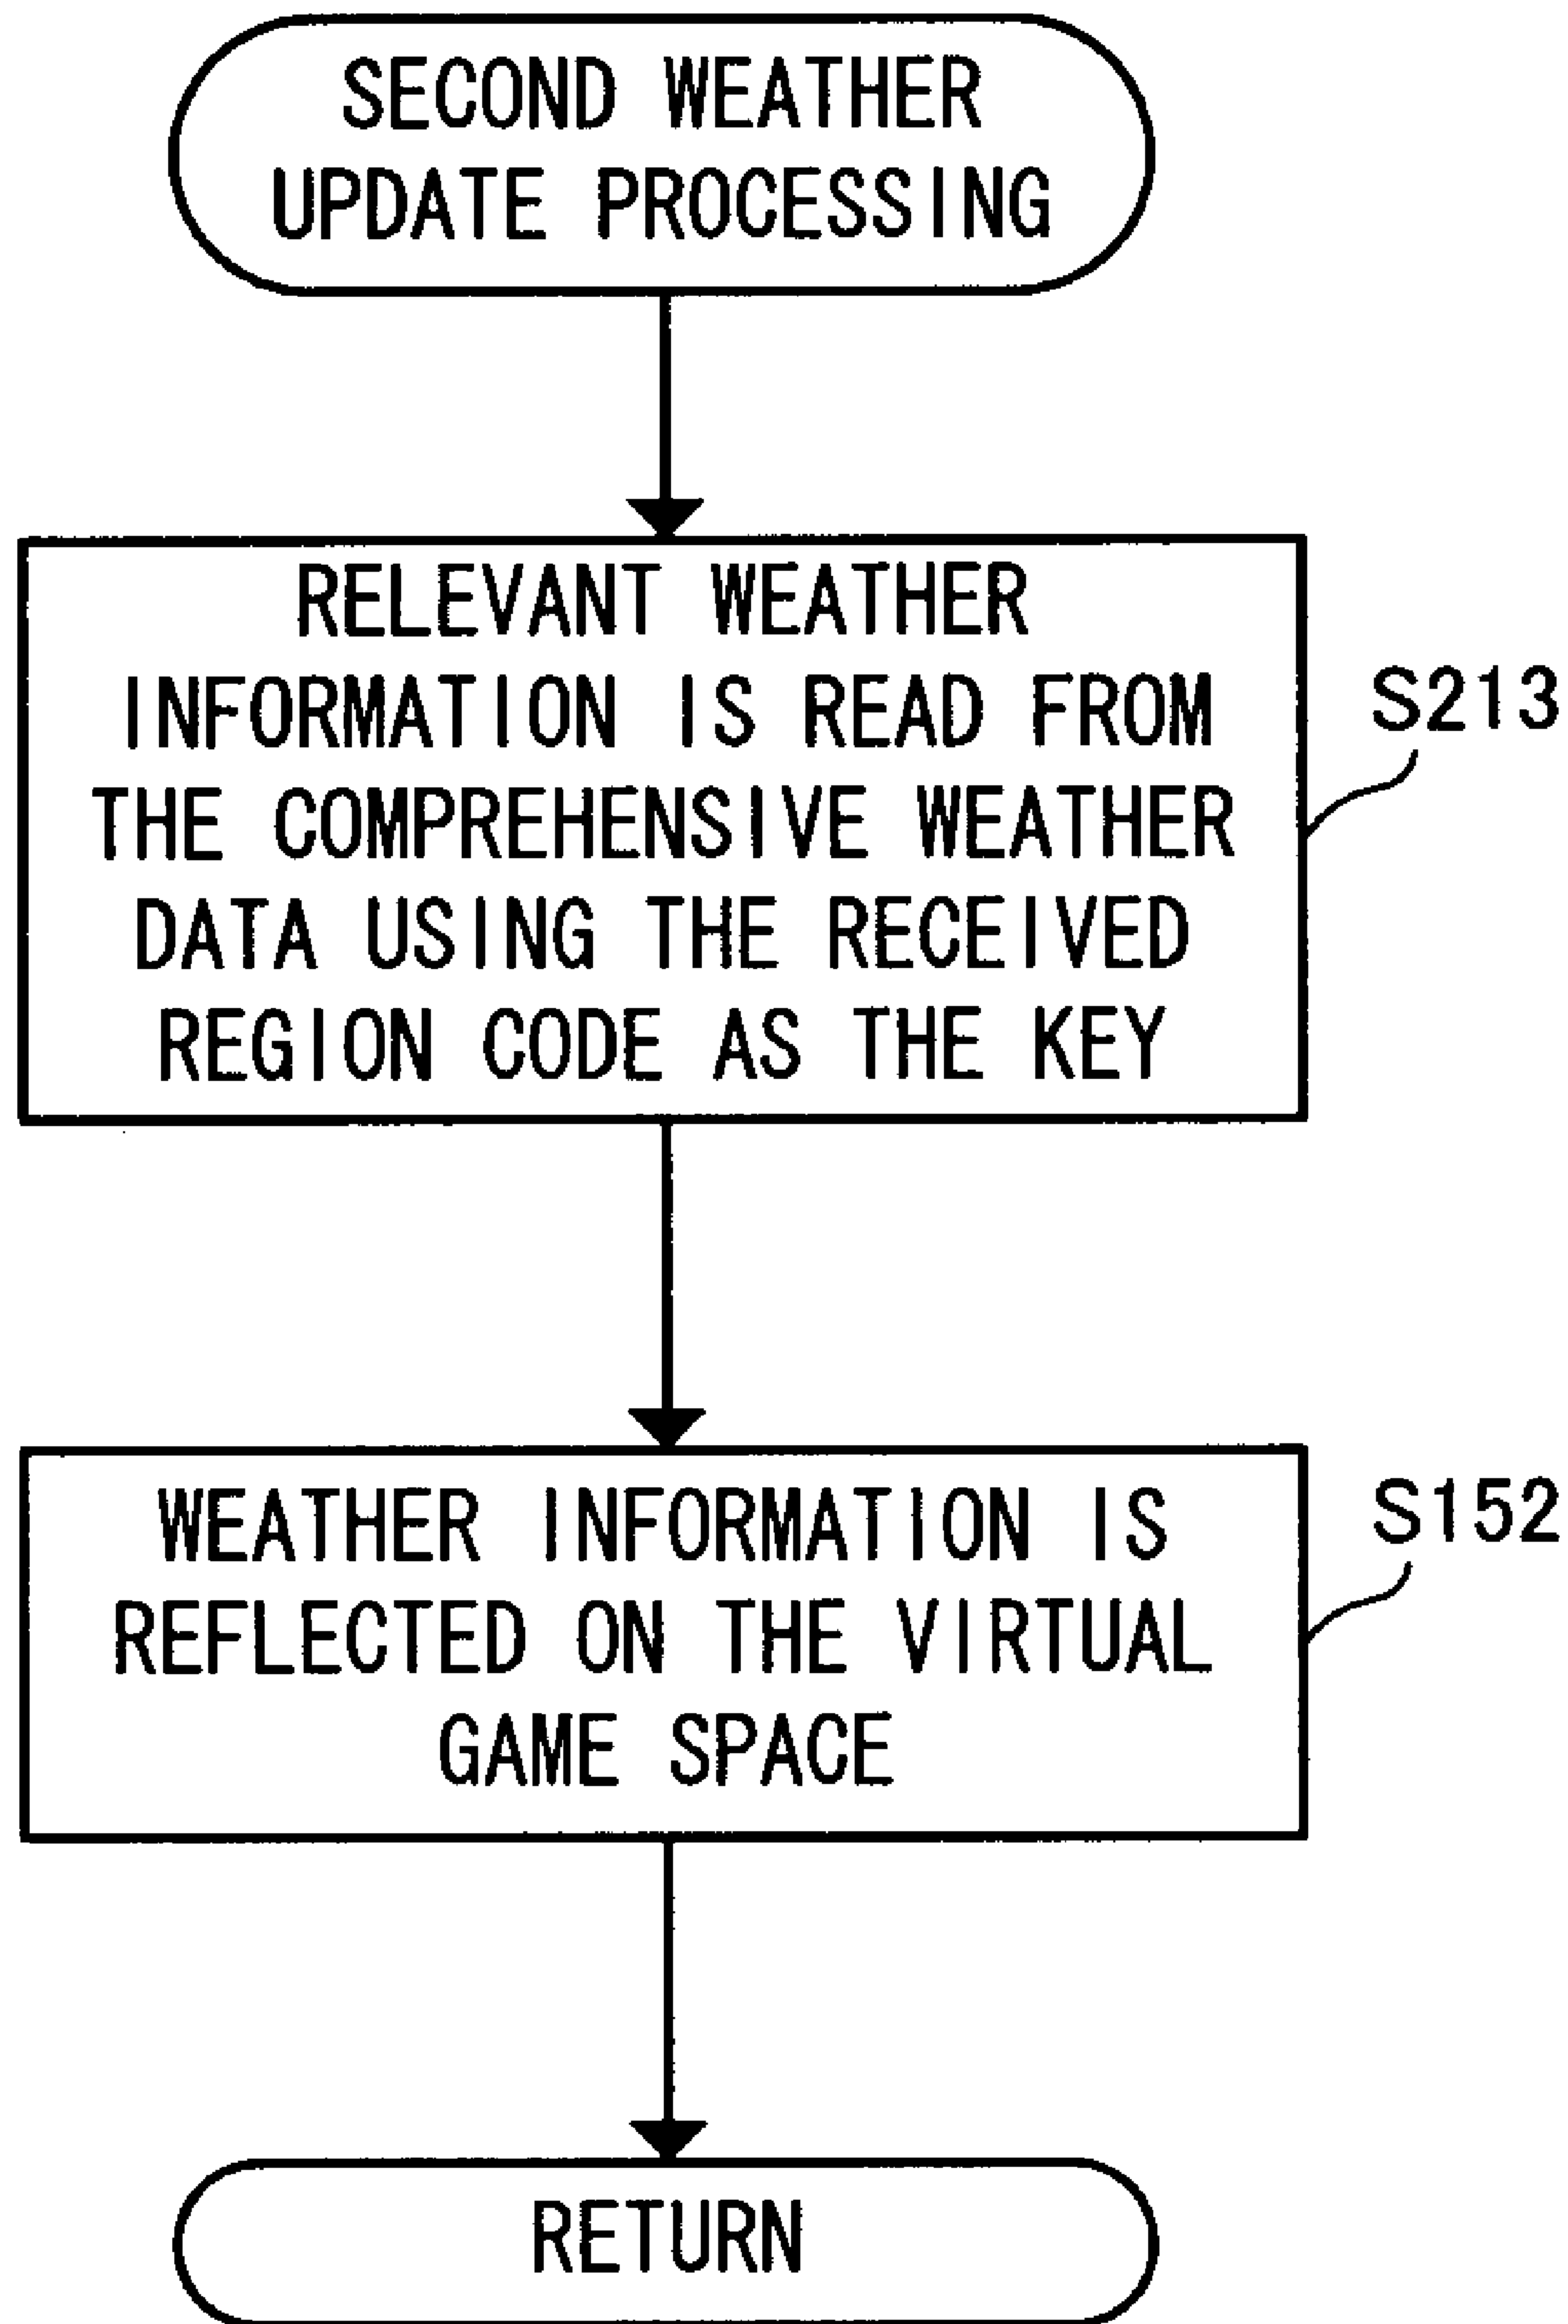 SECOND WEATHER
UPDATE PROCESSING
RELEVANT WEATHER
INFORMATION IS READ FROM
THE COMPREHENSIVE WEATHER
DATA USING THE RECEIVED
REGION CODE AS THE KEY
S213
WEATHER INFORMATION IS
REFLECTED ON THE VIRTUAL
GAME SPACE
S152
RETURN